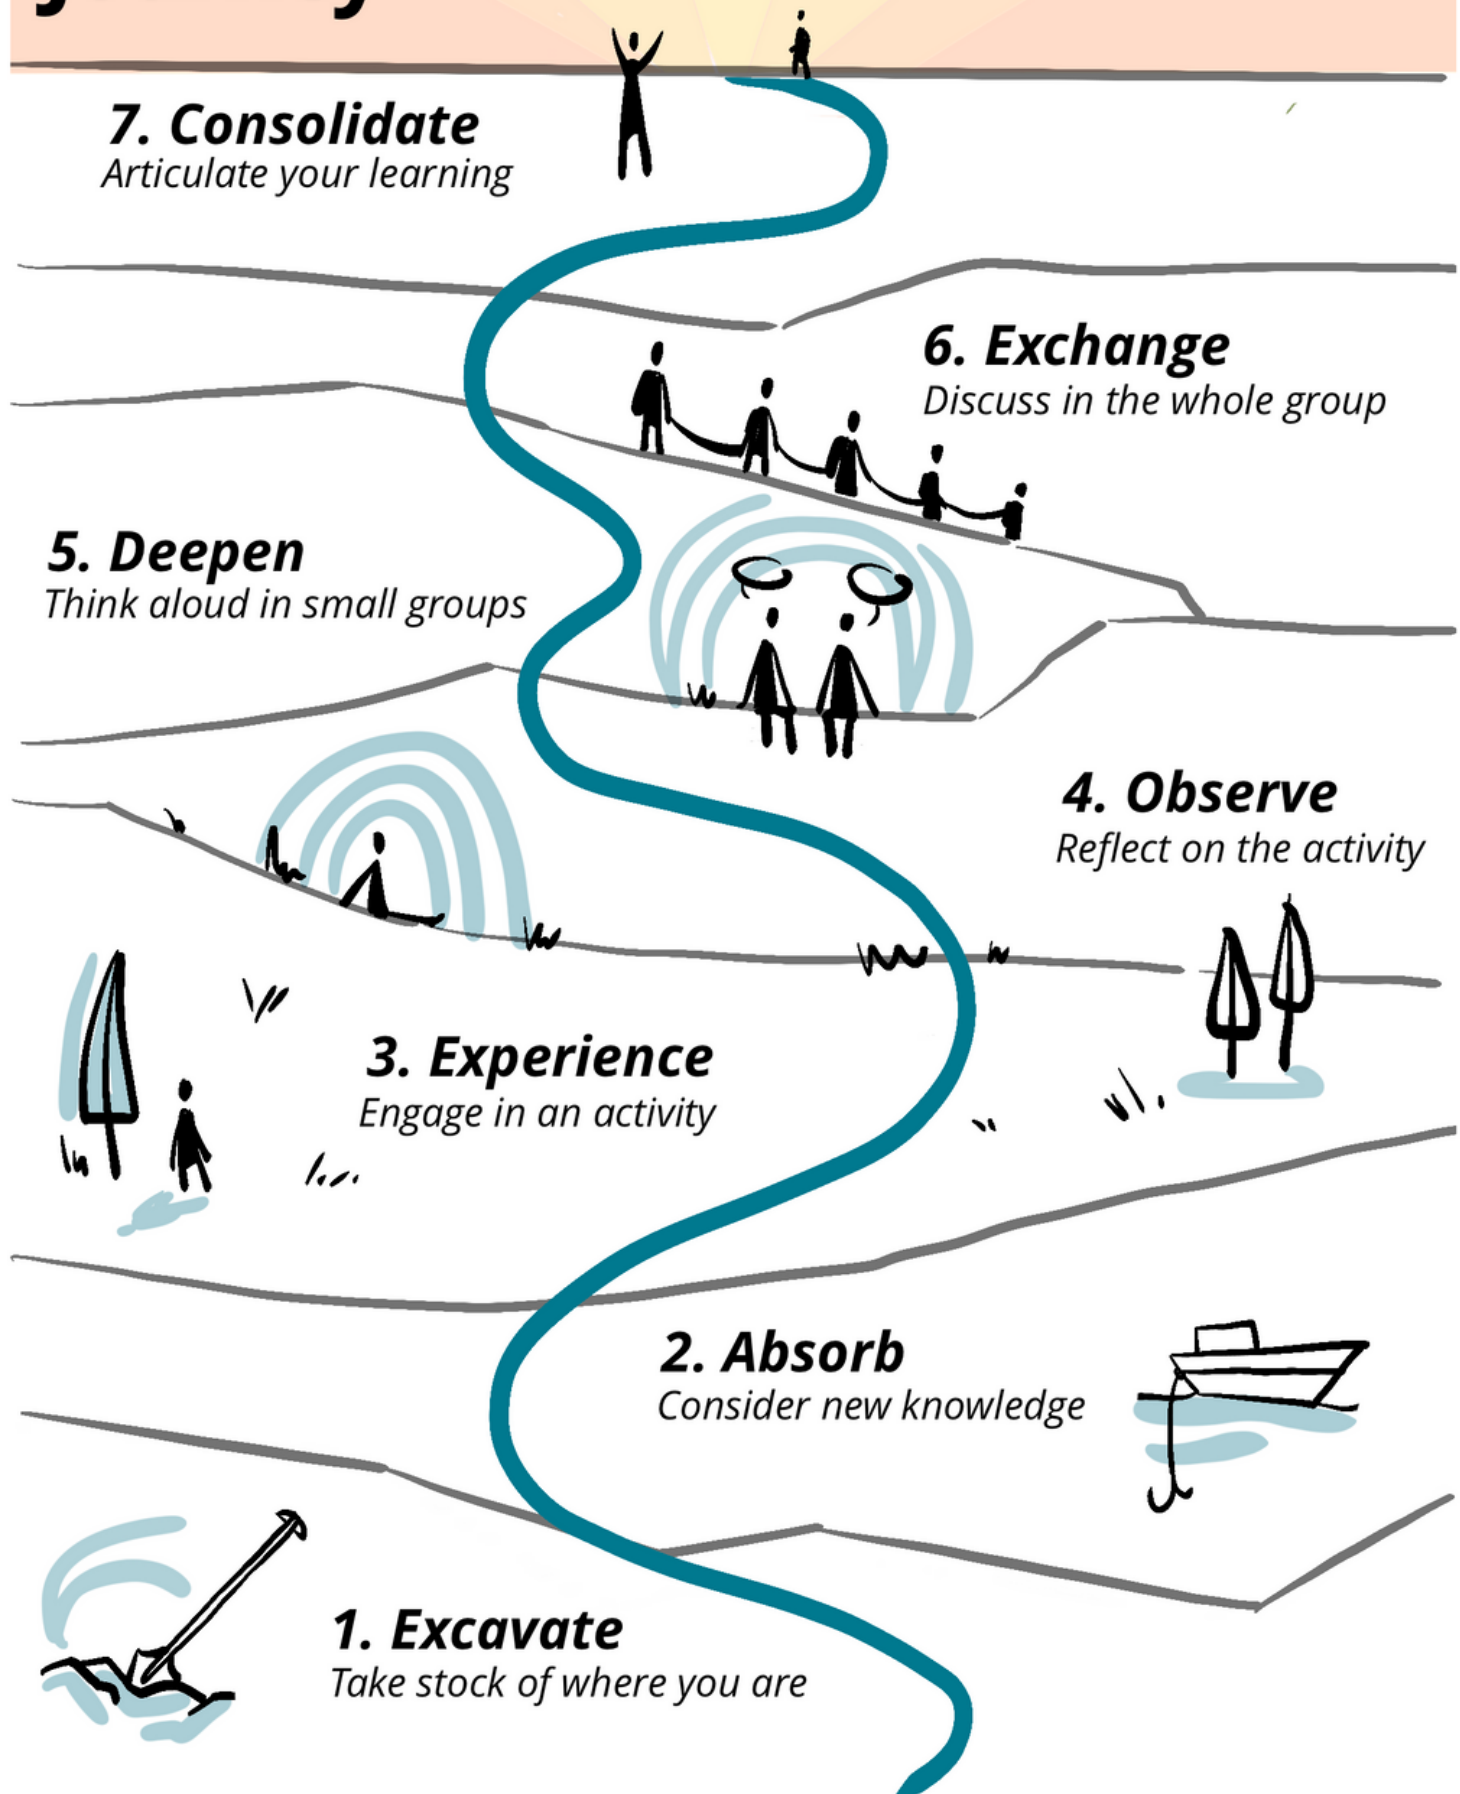 7. Consolidate
Articulate your learning
6. Exchange
Discuss in the whole group
5. Deepen
Think aloud in small groups
4. Observe
Reflect on the activity
3. Experience
Engage in an activity
2. Absorb
Consider new knowledge
1. Excavate
Take stock of where you are